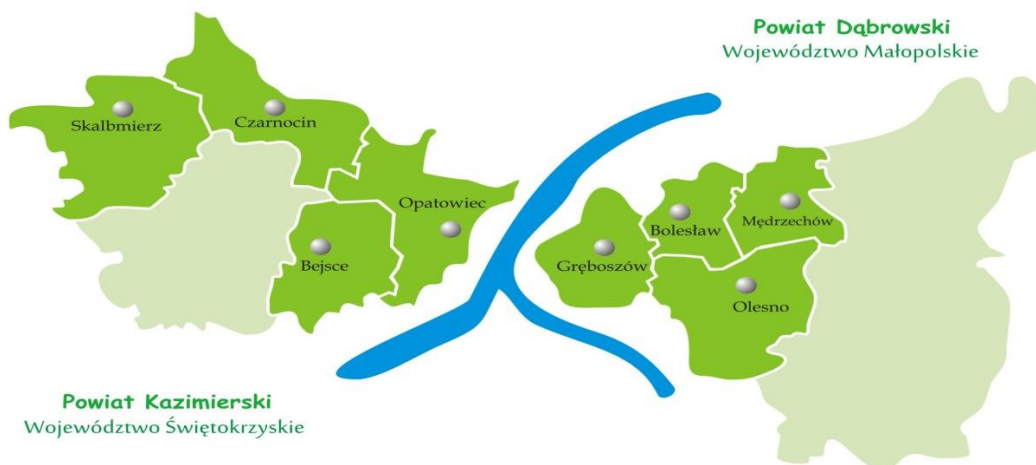 Powiat Dąbrowski
Województwo Małopolskie
Skalbmierz
Czarnocin
Opatowiec
Bejsce
Gręboszów
Bolesław
Mędrzechów
Olesno
Powiat Kazimierski
Województwo Świętokrzyskie